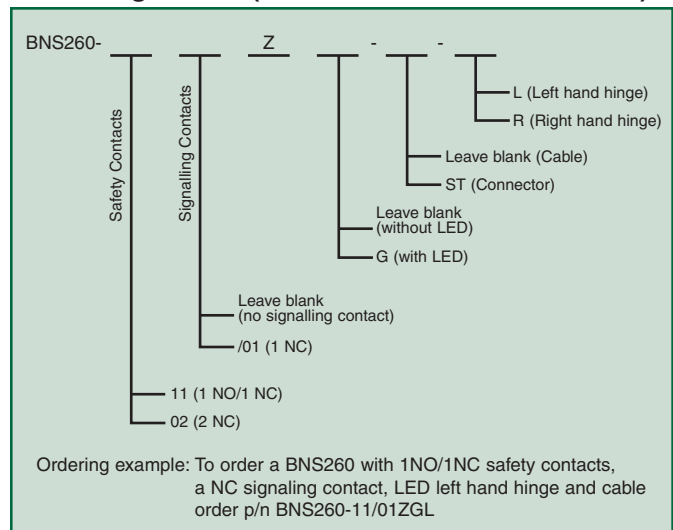 BNS260- Z - -
L (Left hand hinge)
R (Right hand hinge)
Leave blank (Cable)
ST (Connector)
Leave blank
(without LED)
G (with LED)
Safety Contacts
Signalling Contacts
Leave blank
(no signalling contact)
/01 (1 NC)
11 (1 NO/1 NC)
02 (2 NC)
Ordering example: To order a BNS260 with 1NO/1NC safety contacts,
a NC signaling contact, LED left hand hinge and cable
order p/n BNS260-11/01ZGL